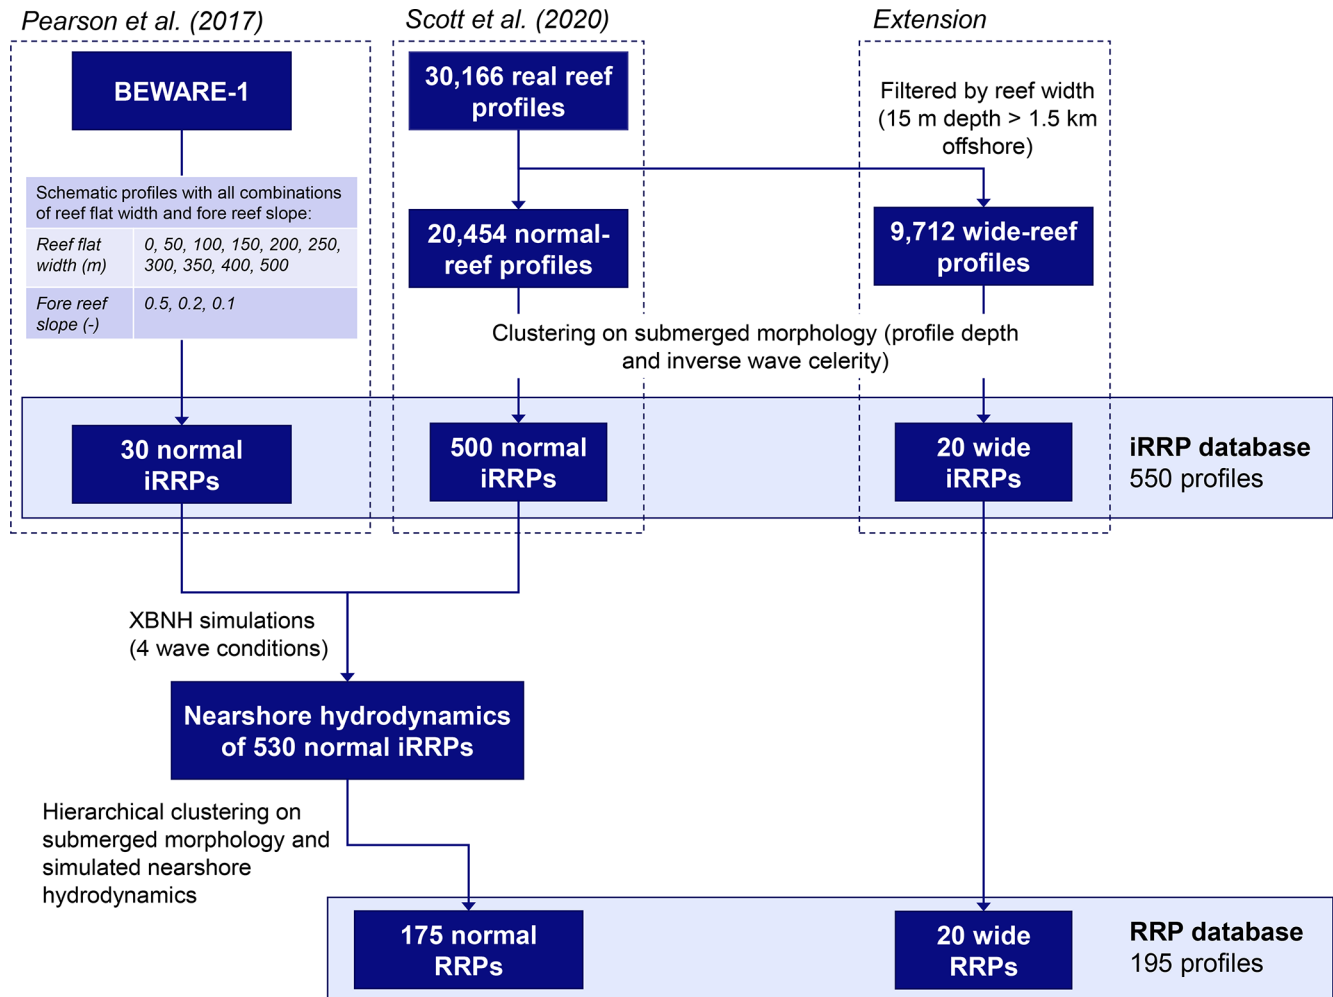 Pearson et al. (2017)
Scott et al. (2020)
Extension
BEWARE-1
30,166 real reef
profiles
Filtered by reef width
(15 m depth > 1.5 km
offshore)
Schematic profiles with all combinations
of reef flat width and fore reef slope:
Reef flat
width (m)
0, 50, 100, 150, 200, 250,
300, 350, 400, 500
Fore reef
slope (-)
0.5, 0.2, 0.1
20,454 normal-
reef profiles
9,712 wide-reef
profiles
Clustering on submerged morphology (profile depth
and inverse wave celerity)
30 normal
iRRPs
500 normal
iRRPs
20 wide
iRRPs
iRRP database
550 profiles
XBNH simulations
(4 wave conditions)
Nearshore hydrodynamics
of 530 normal iRRPs
Hierarchical clustering on
submerged morphology and
simulated nearshore
hydrodynamics
175 normal
RRPs
20 wide
RRPs
RRP database
195 profiles